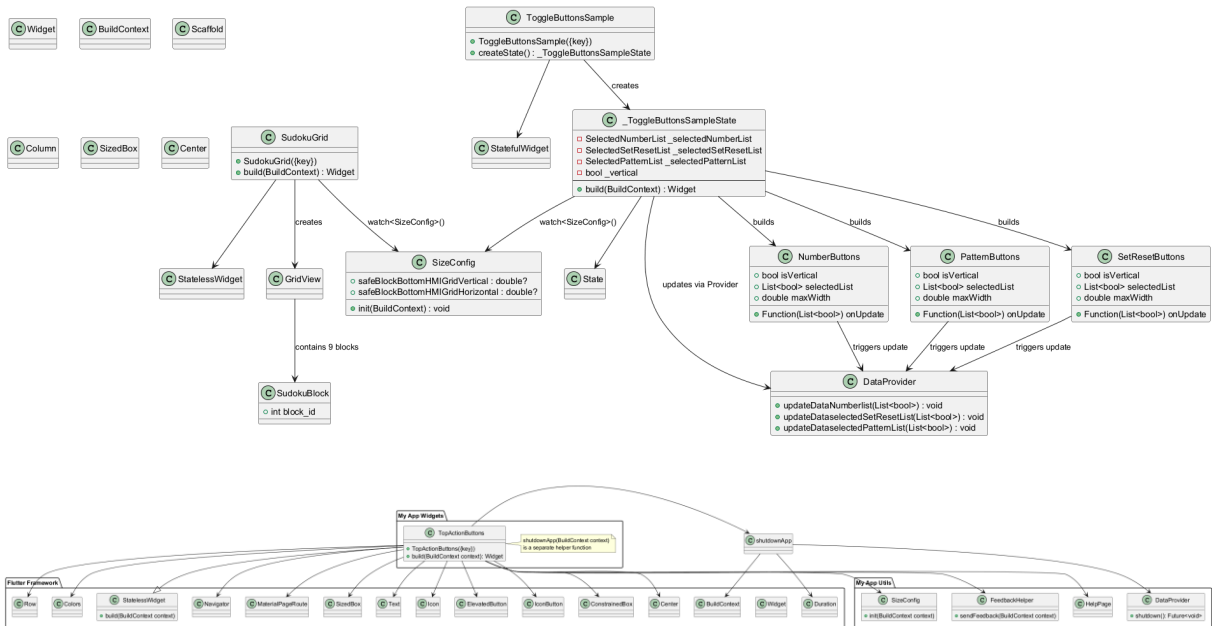 C Widget
C BuildContext
C Scaffold
C ToggleButtonsSample
ToggleButtonsSample({key})
createState() : _ToggleButtonsSampleState
creates
C Column
C SizedBox
C Center
C SudokuGrid
SudokuGrid({key})
build(BuildContext) : Widget
C StatefulWidget
C _ToggleButtonsSampleState
SelectedNumberList _selectedNumberList
SelectedSetResetList _selectedSetResetList
SelectedPatternList _selectedPatternList
bool _vertical
build(BuildContext) : Widget
creates
watch<SizeConfig>()
watch<SizeConfig>()
builds
builds
builds
C StatelessWidget
C GridView
C SizeConfig
safeBlockBottomHMIGridVertical : double?
safeBlockBottomHMIGridHorizontal : double?
init(BuildContext) : void
C State
updates via Provider
C NumberButtons
bool isVertical
List<bool> selectedList
double maxWidth
Function(List<bool>) onUpdate
C PatternButtons
bool isVertical
List<bool> selectedList
double maxWidth
Function(List<bool>) onUpdate
C SetResetButtons
bool isVertical
List<bool> selectedList
double maxWidth
Function(List<bool>) onUpdate
contains 9 blocks
triggers update
triggers update
triggers update
C SudokuBlock
int block_id
C DataProvider
updateDataNumberlist(List<bool>) : void
updateDataselectedSetResetList(List<bool>) : void
updateDataselectedPatternList(List<bool>) : void
My App Widgets
C TopActionButtons
TopActionButtons({key})
build(BuildContext context): Widget
shutdownApp(BuildContext context)
is a separate helper function
C shutdownApp
Flutter Framework
C Row
C Colors
C StatelessWidget
build(BuildContext context)
C Navigator
C MaterialPageRoute
C SizedBox
C Text
C Icon
C ElevatedButton
C IconButton
C ConstrainedBox
C Center
C BuildContext
C Widget
C Duration
My App Utils
C SizeConfig
init(BuildContext context)
C FeedbackHelper
sendFeedback(BuildContext context)
C HelpPage
C DataProvider
shutdown(): Future<void>